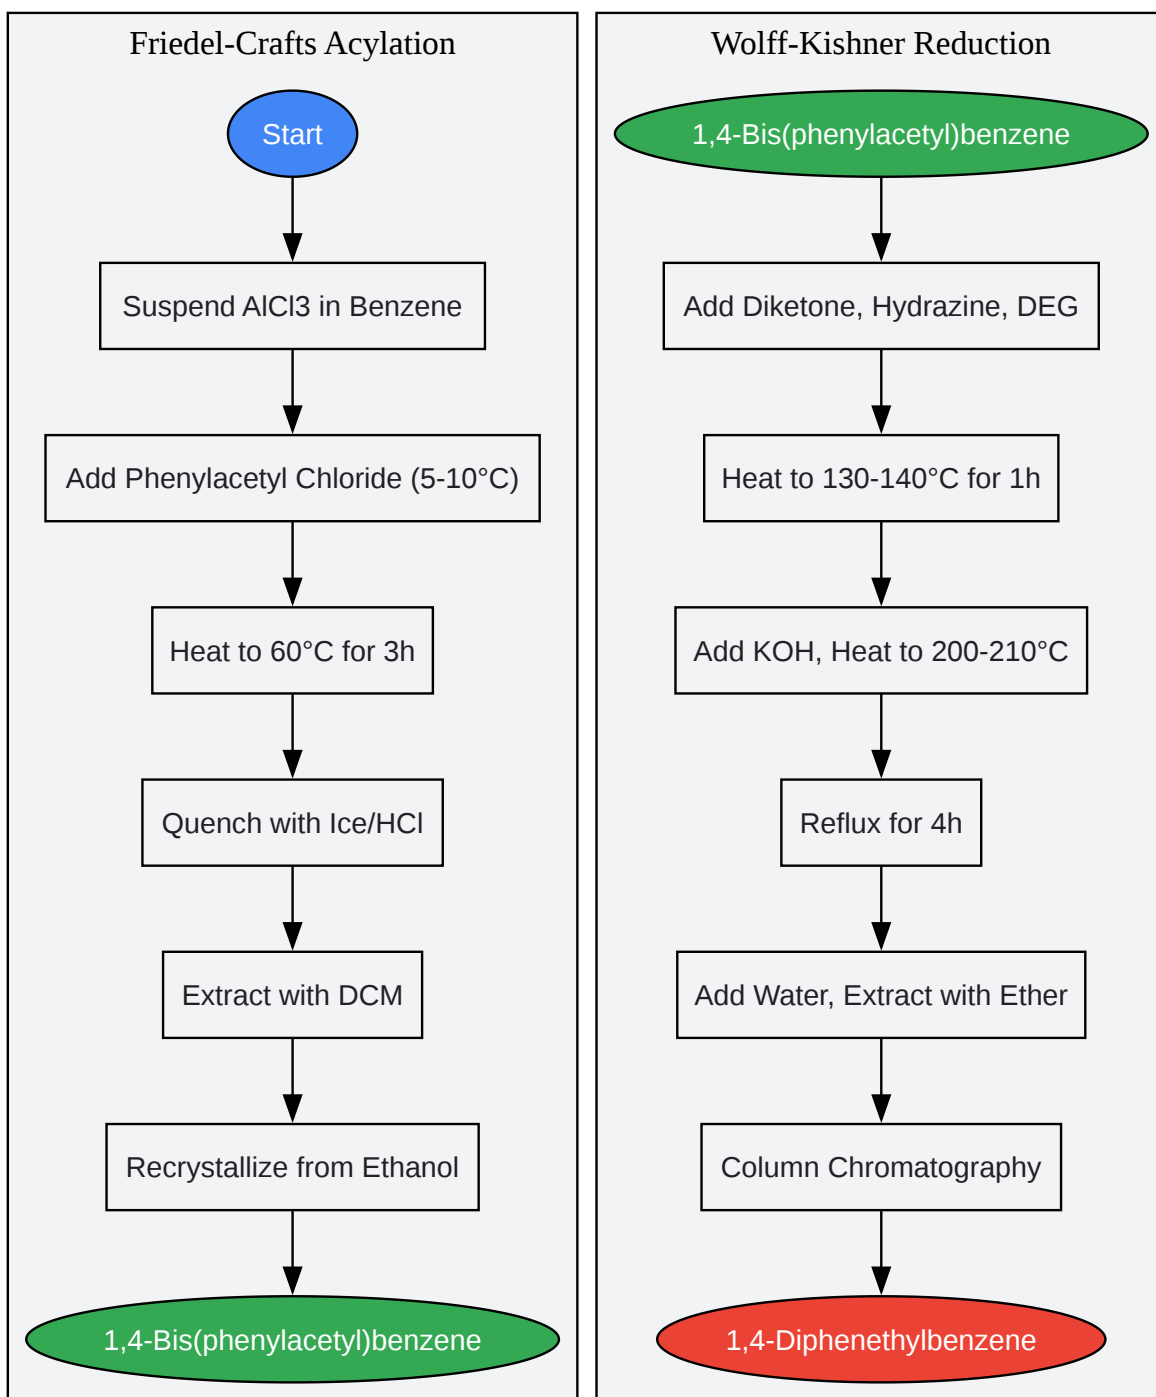 Friedel-Crafts Acylation
Start
Suspend AlCl3 in Benzene
Add Phenylacetyl Chloride (5-10°C)
Heat to 60°C for 3h
Quench with Ice/HCl
Extract with DCM
Recrystallize from Ethanol
1,4-Bis(phenylacetyl)benzene
Wolff-Kishner Reduction
1,4-Bis(phenylacetyl)benzene
Add Diketone, Hydrazine, DEG
Heat to 130-140°C for 1h
Add KOH, Heat to 200-210°C
Reflux for 4h
Add Water, Extract with Ether
Column Chromatography
1,4-Diphenethylbenzene